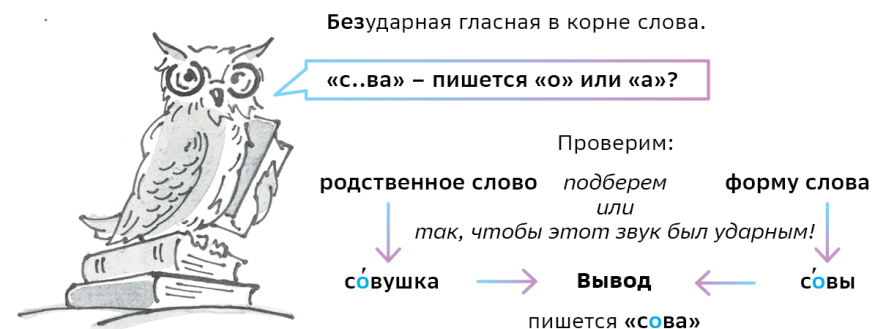 Безударная гласная в корне слова.
«с..ва» – пишется «о» или «а»?
Проверим:
родственное слово подберем форму слова
или
так, чтобы этот звук был ударным!
со́вушка Вывод со́вы
пишется «сова»